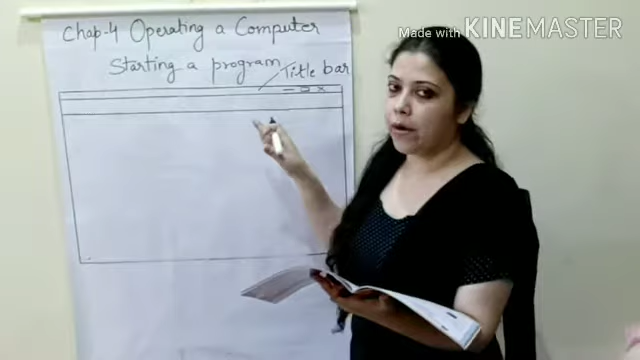 Made with KINEMASTER
Chap-4 Operating a Computer
Starting a program
Title bar